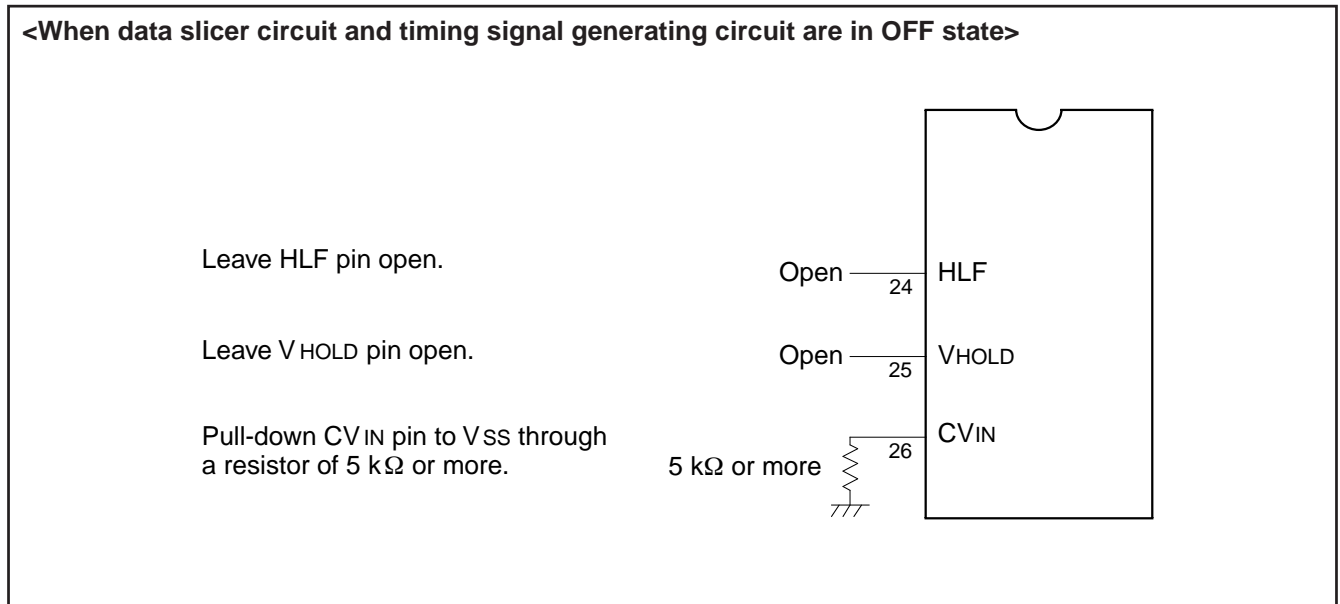 <When data slicer circuit and timing signal generating circuit are in OFF state>
Leave HLF pin open.
Open
24
HLF
Leave VHOLD pin open.
Open
25
VHOLD
Pull-down CVIN pin to VSS through
a resistor of 5 kΩ or more.
5 kΩ or more
26
CVIN